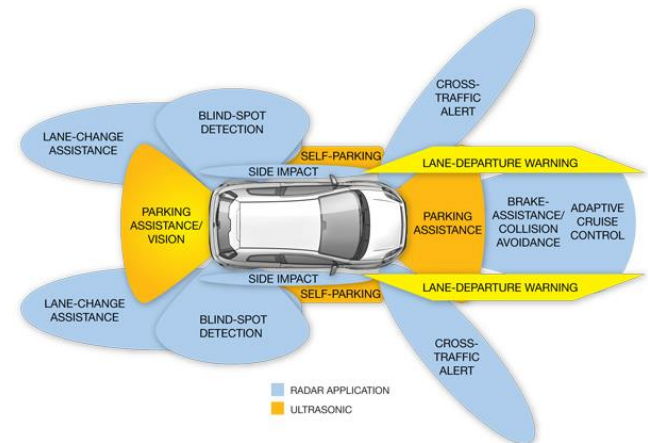 CROSS-
TRAFFIC
ALERT
BLIND-SPOT
DETECTION
LANE-CHANGE
ASSISTANCE
SELF-PARKING
LANE-DEPARTURE WARNING
SIDE IMPACT
PARKING
ASSISTANCE/
VISION
PARKING
ASSISTANCE
BRAKE-
ASSISTANCE/
COLLISION
AVOIDANCE
ADAPTIVE
CRUISE
CONTROL
SIDE IMPACT
SELF-PARKING
LANE-DEPARTURE WARNING
LANE-CHANGE
ASSISTANCE
BLIND-SPOT
DETECTION
CROSS-
TRAFFIC
ALERT
RADAR APPLICATION
ULTRASONIC